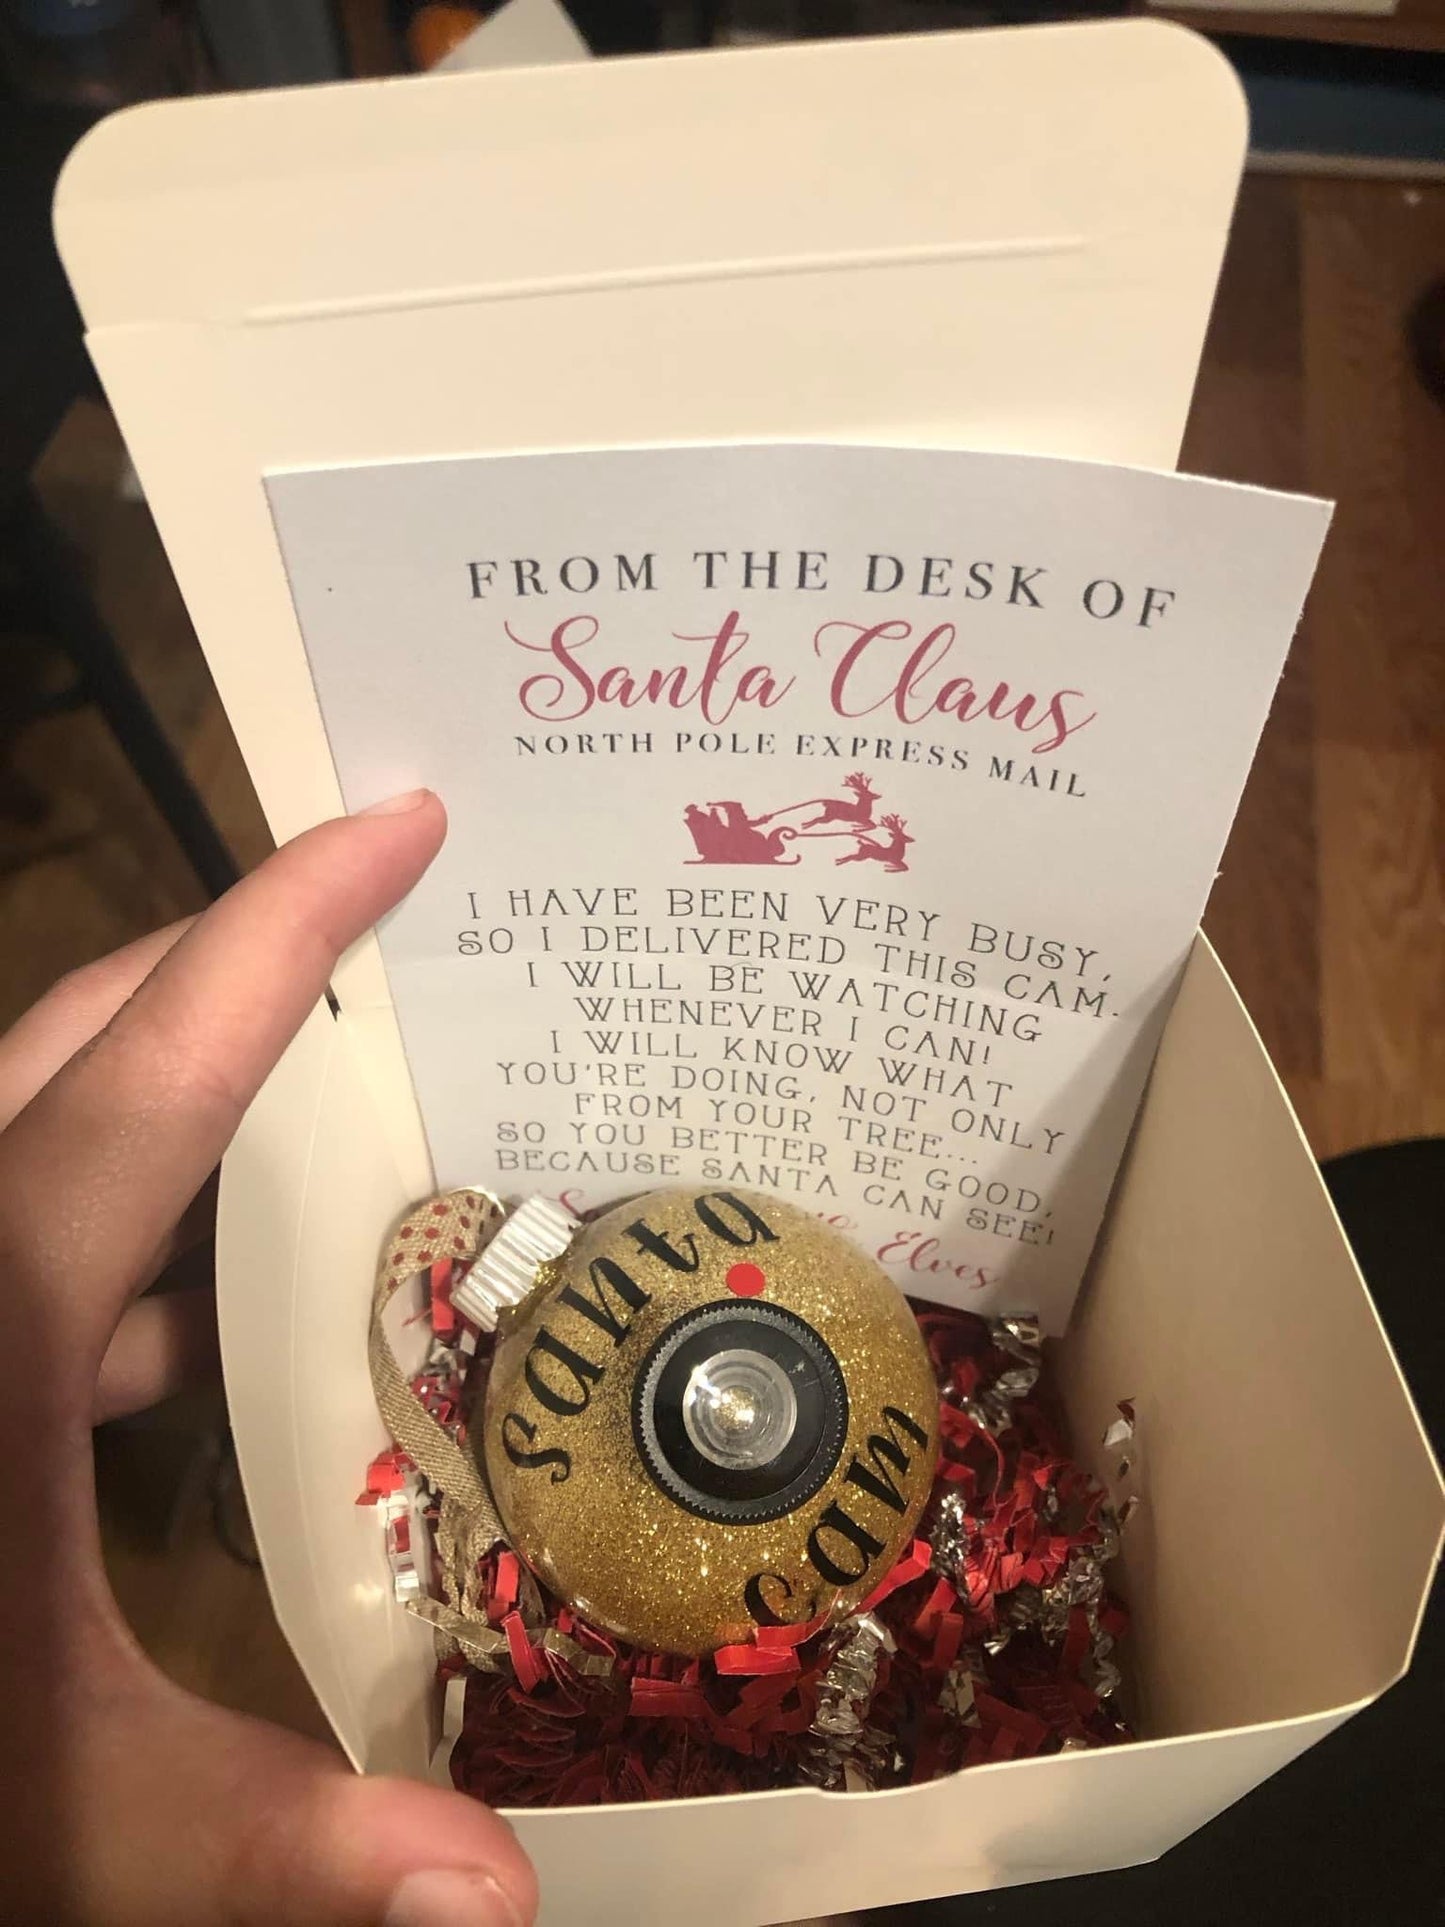 FROM THE DESK OF
Santa Claus
NORTH POLE EXPRESS MAIL
I HAVE BEEN VERY BUSY,
SO I DELIVERED THIS CAM.
I WILL BE WATCHING
WHENEVER I CAN!
I WILL KNOW WHAT
YOU'RE DOING, NOT ONLY
FROM YOUR TREE...
SO YOU BETTER BE GOOD,
BECAUSE SANTA CAN SEE!
Elves
santa
cam